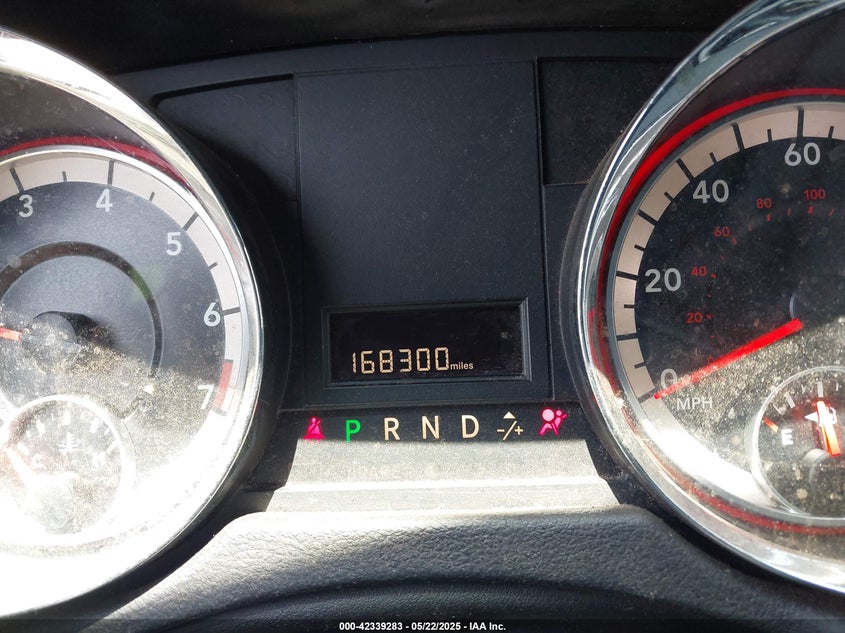 3 4 5 6 7
C
168300 miles
P R N D -/+
0 20 40 60
20 40 60 80 100
MPH
E
000-42339283 - 05/22/2025 - IAA Inc.